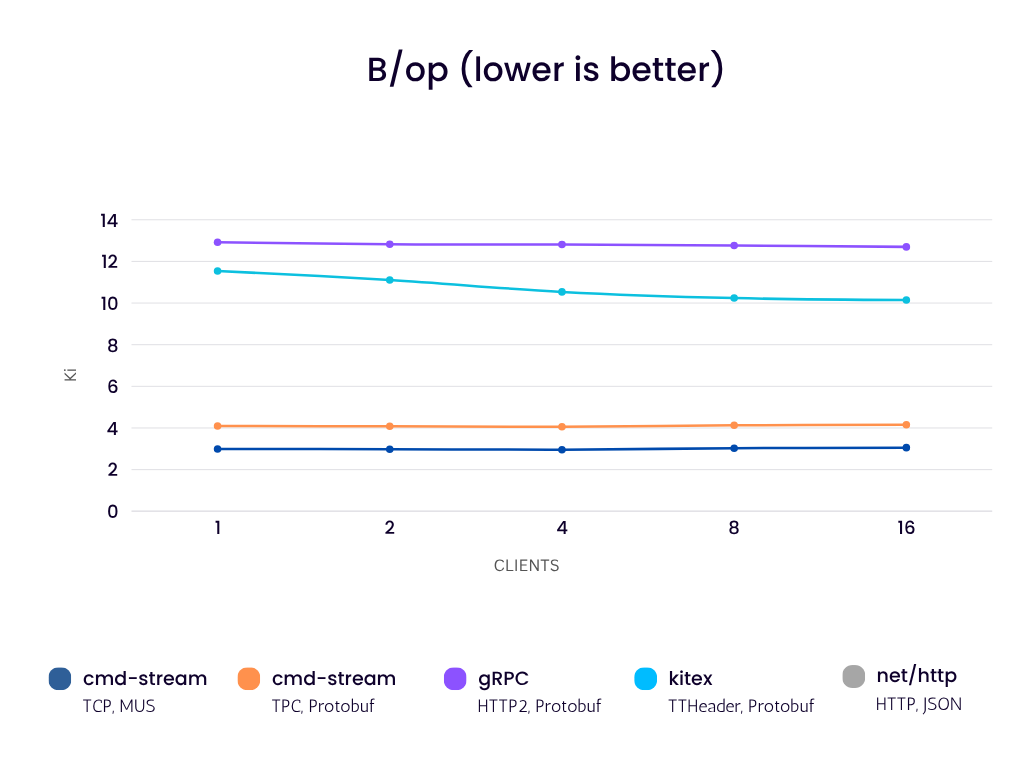 B/op (lower is better)
14
12
10
8
Ki
6
4
2
0
1 2 4 8 16
CLIENTS
cmd-stream cmd-stream gRPC kitex net/http
TCP, MUS TPC, Protobuf HTTP2, Protobuf TTHeader, Protobuf HTTP, JSON